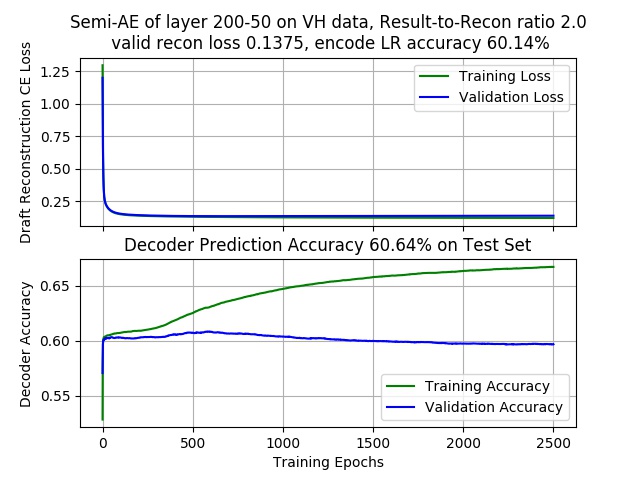 Semi-AE of layer 200-50 on VH data, Result-to-Recon ratio 2.0
valid recon loss 0.1375, encode LR accuracy 60.14%
Draft Reconstruction CE Loss
1.25
1.00
0.75
0.50
0.25
Training Loss
Validation Loss
Decoder Prediction Accuracy 60.64% on Test Set
Decoder Accuracy
0.65
0.60
0.55
Training Accuracy
Validation Accuracy
0
500
1000
1500
2000
2500
Training Epochs